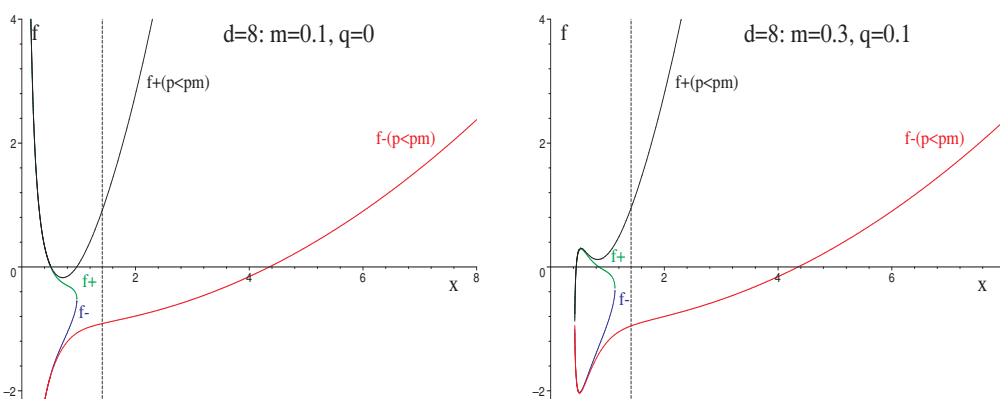 4
f
d=8: m=0.1, q=0
f+(p<pm)
2
f-(p<pm)
0
2
4
6
8
x
f+
f-
−2
4
f
d=8: m=0.3, q=0.1
f+(p<pm)
2
f-(p<pm)
f+
0
2
4
6
x
f-
−2